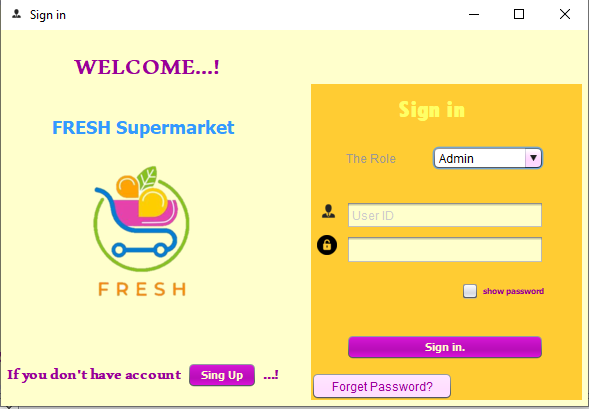 Sign in
WELCOME...!
FRESH Supermarket
FRESH
If you don't have account
Sing Up
...!
Sign in
The Role
Admin
User ID
show password
Sign in.
Forget Password?